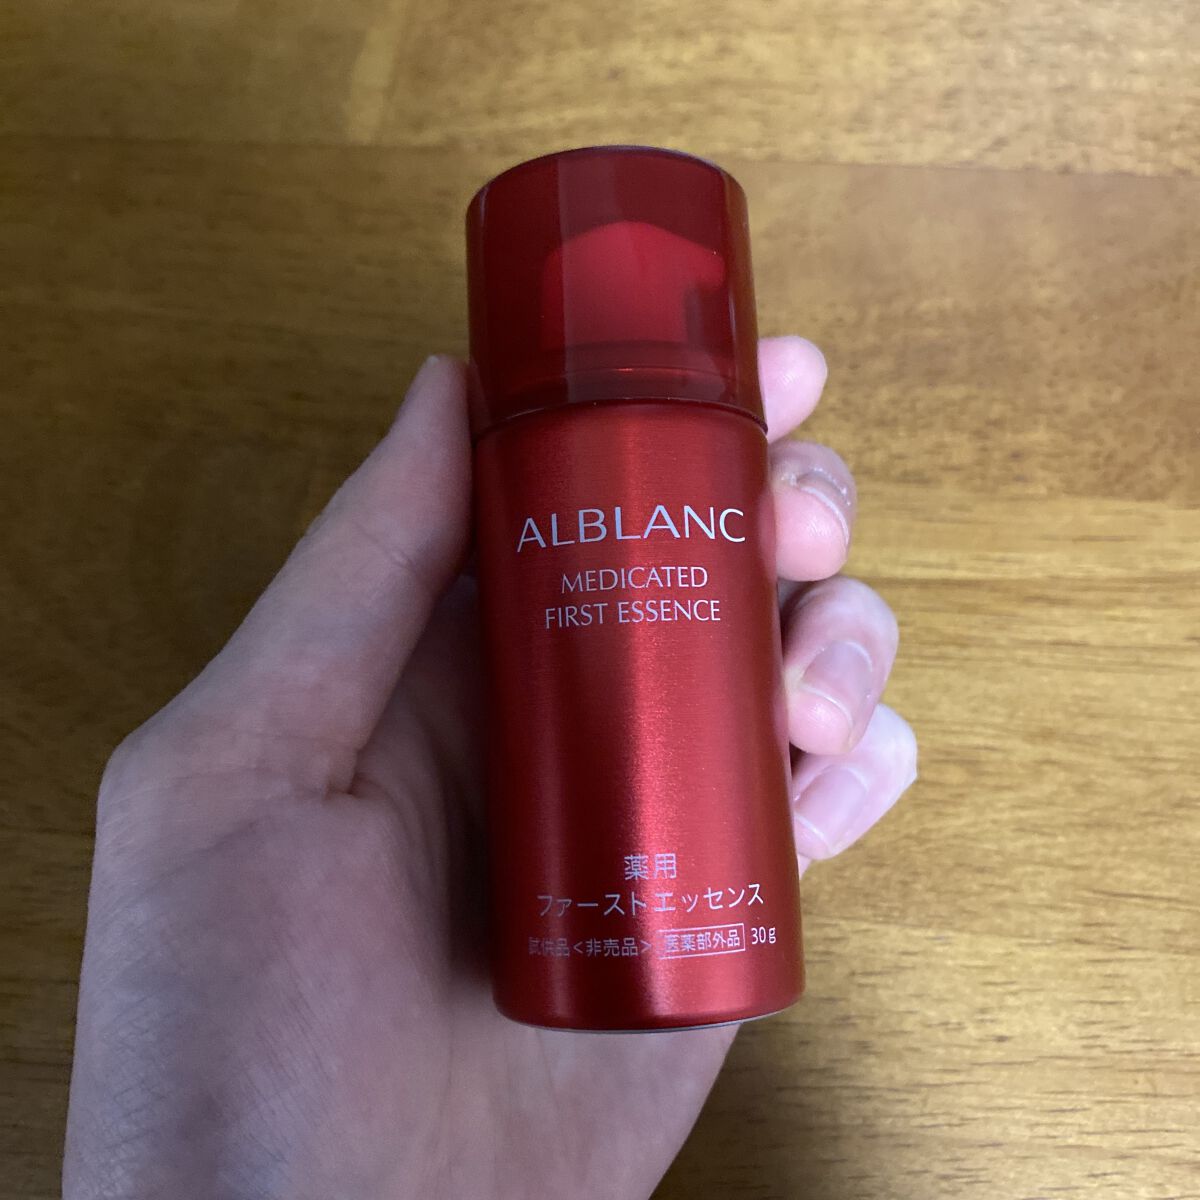 ALBLANC
MEDICATED
FIRST ESSENCE
薬用
ファーストエッセンス
試供品<非売品> 医薬部外品 30g